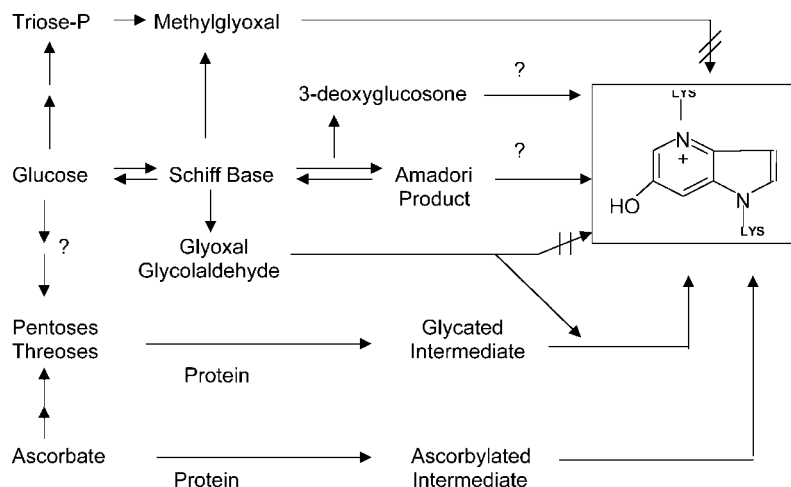 Triose-P
Methylglyoxal
?
3-deoxyglucosone
LYS
N
+
?
Glucose
Schiff Base
Amadori
Product
HO
N
LYS
?
Glyoxal
Glycolaldehyde
Pentoses
Threoses
Glycated
Intermediate
Protein
Ascorbate
Ascorbylated
Intermediate
Protein